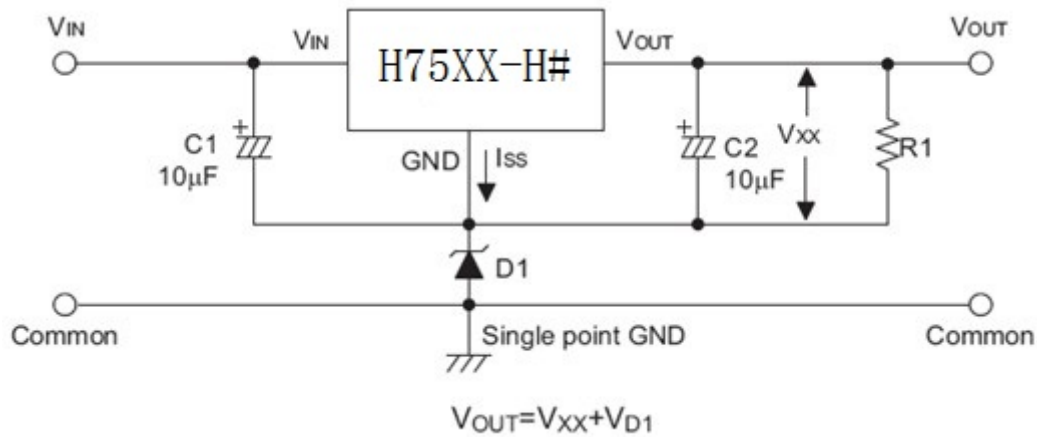 VIN
VIN
H75XX-H#
VOUT
VOUT
C1
10μF
GND
ISS
C2
10μF
VXX
R1
D1
Common
Single point GND
Common
VOUT=VXX+VD1